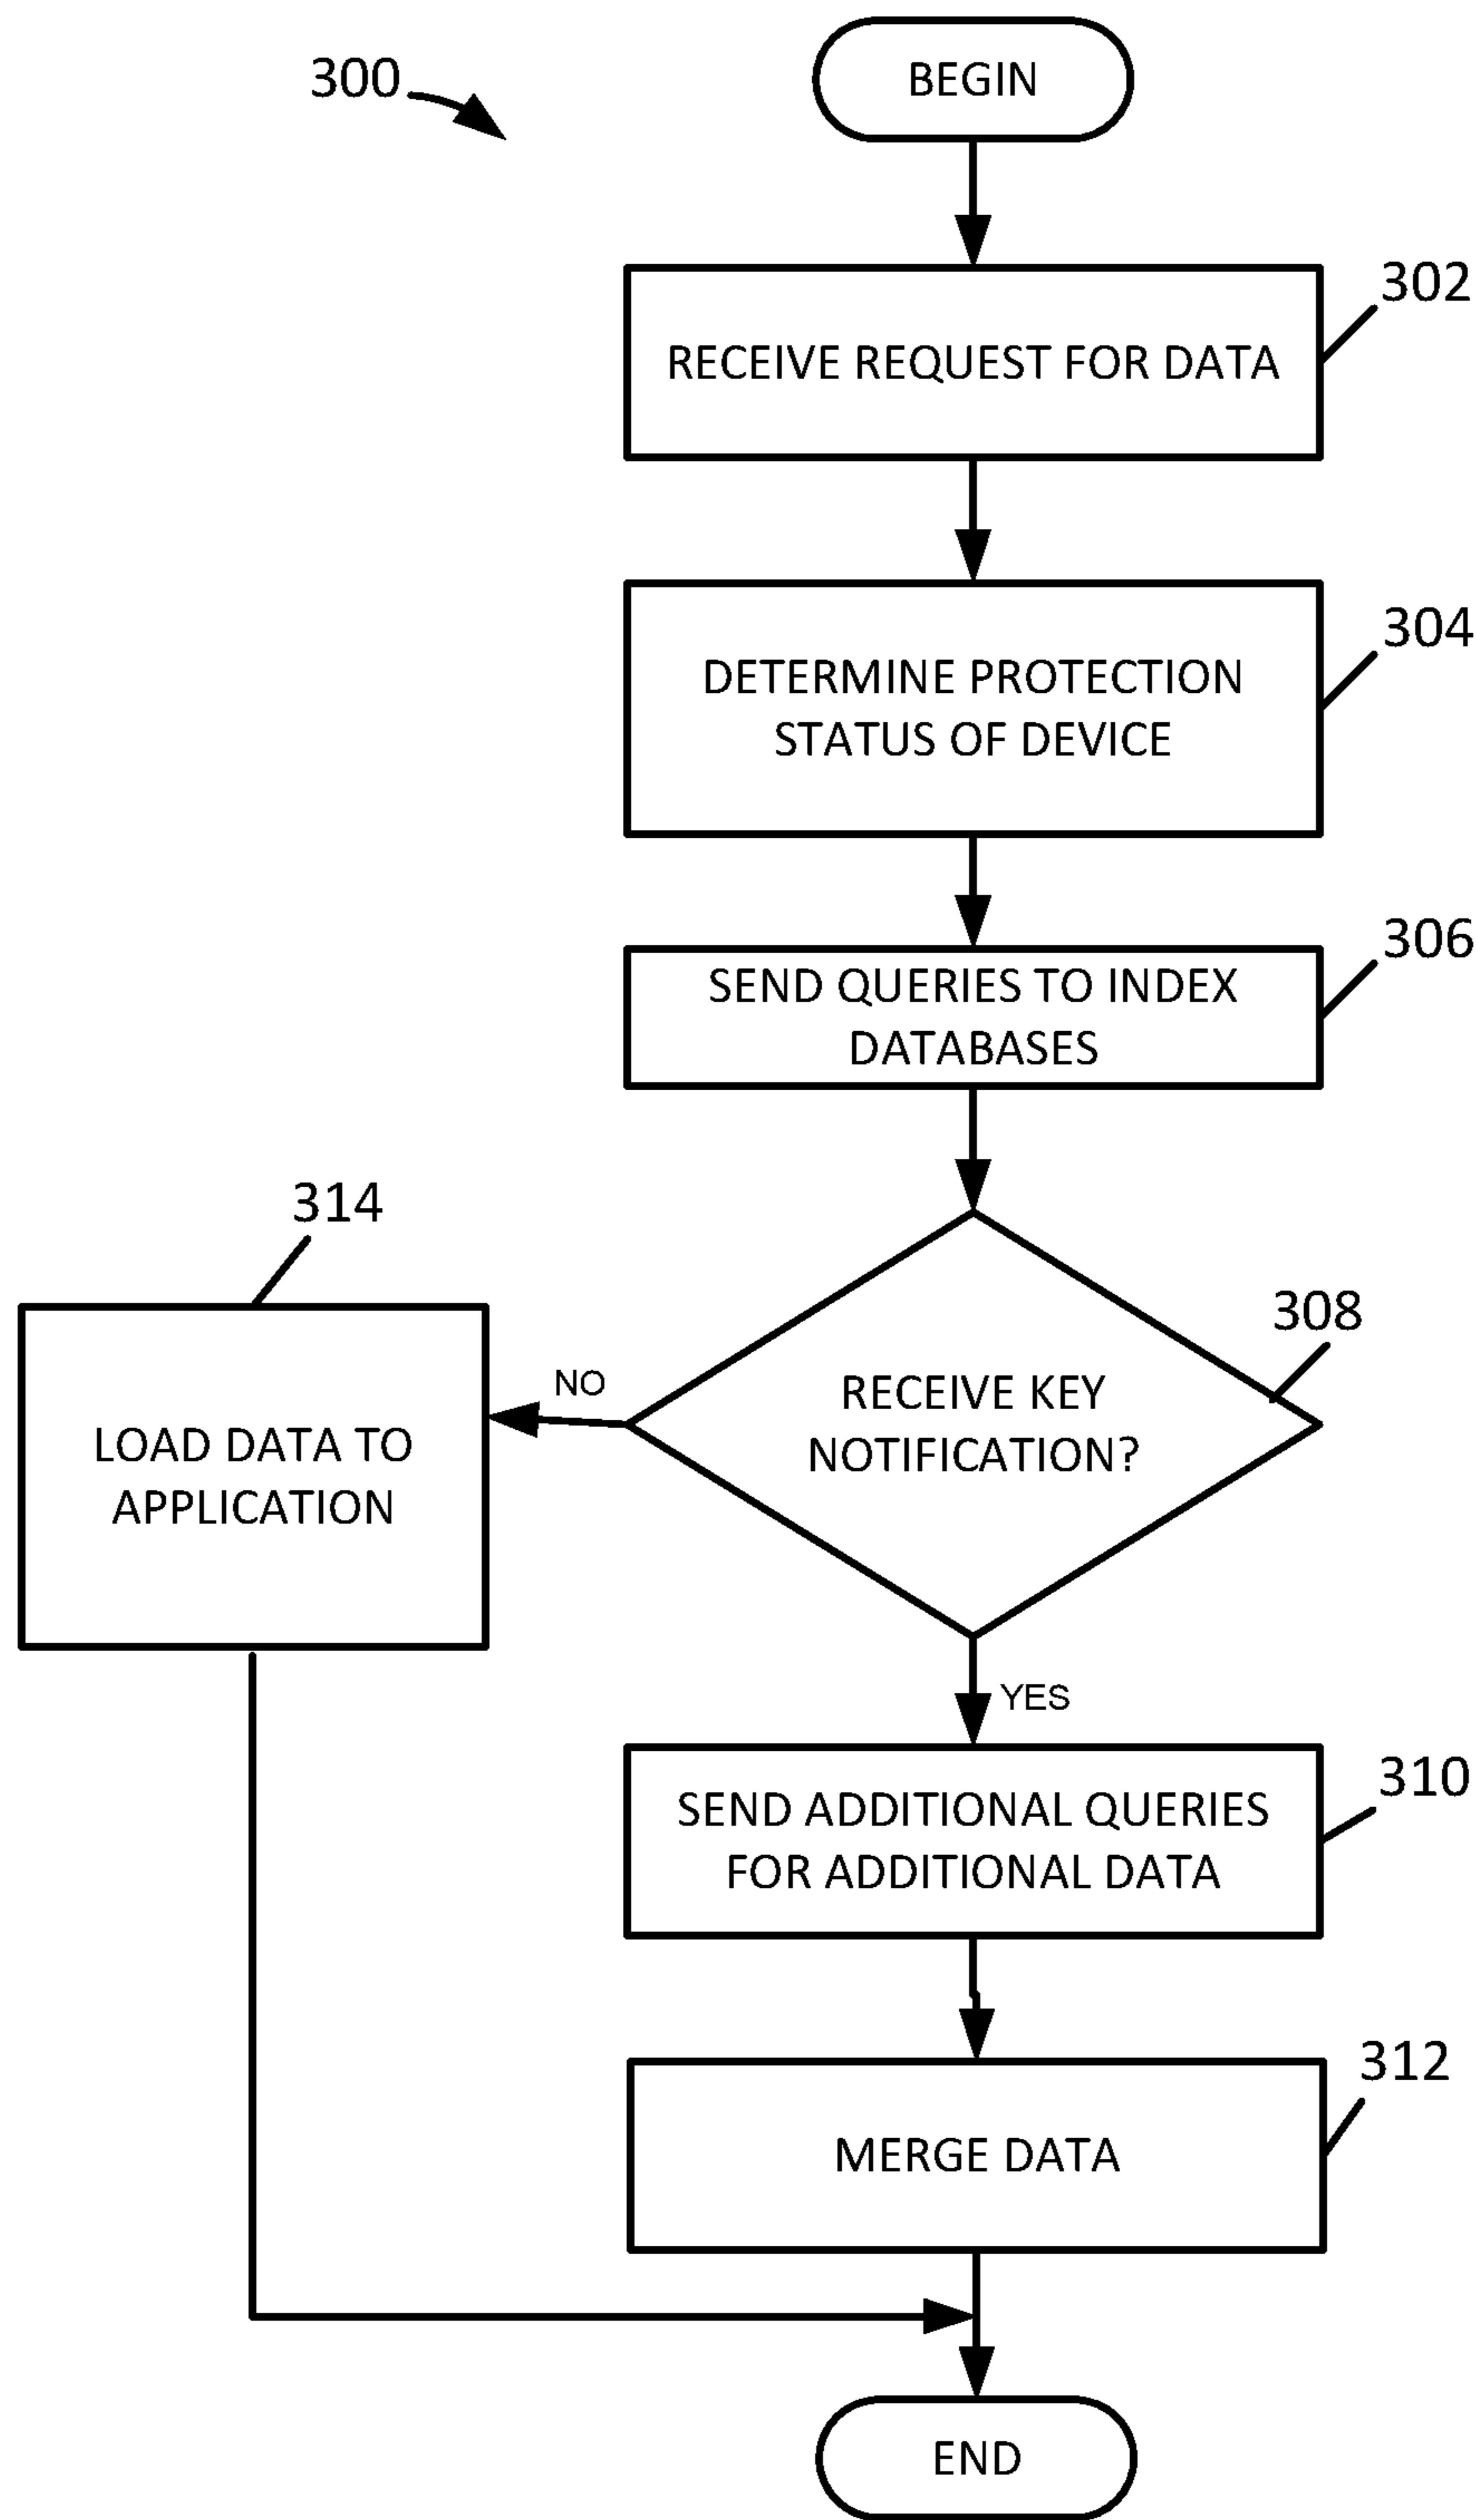 300
BEGIN
302
RECEIVE REQUEST FOR DATA
304
DETERMINE PROTECTION
STATUS OF DEVICE
306
SEND QUERIES TO INDEX
DATABASES
314
LOAD DATA TO
APPLICATION
NO
308
RECEIVE KEY
NOTIFICATION?
YES
310
SEND ADDITIONAL QUERIES
FOR ADDITIONAL DATA
312
MERGE DATA
END